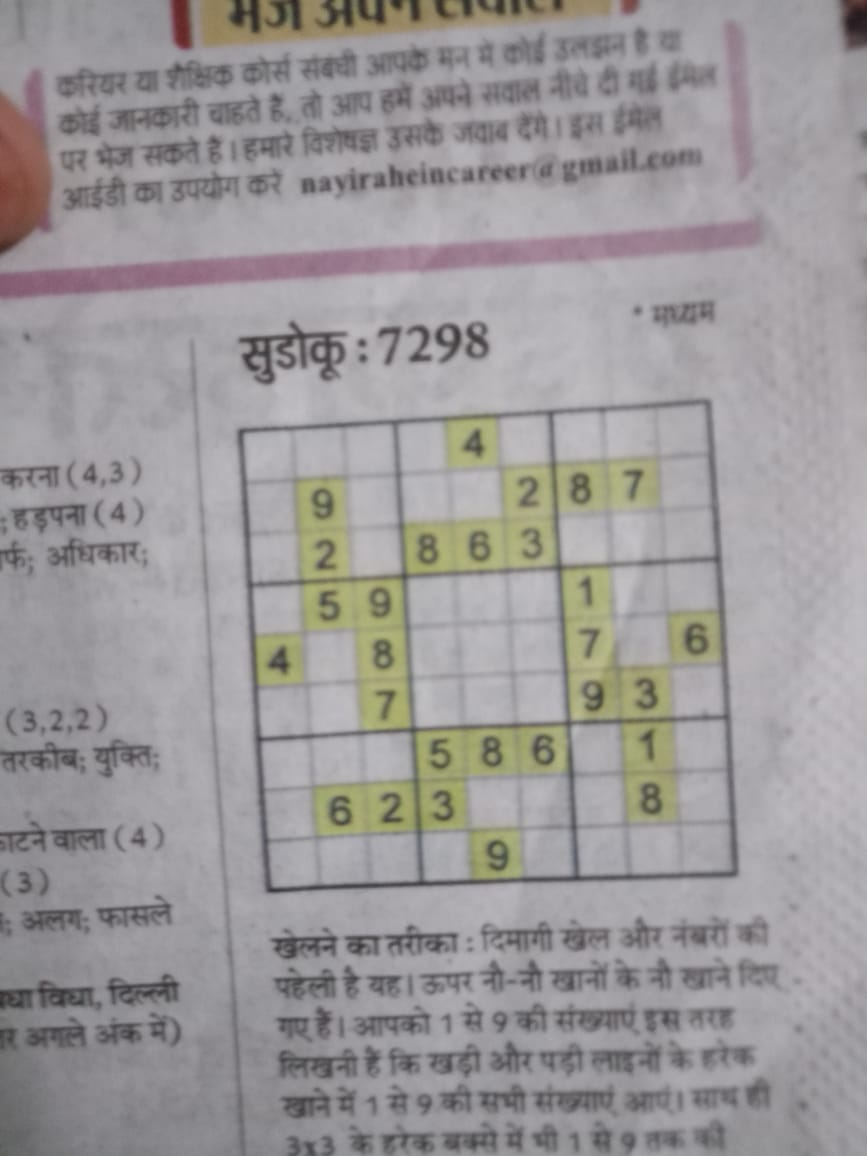 भेजें अपने सवाल
करियर या शैक्षिक कोर्स संबंधी आपके मन में कोई उलझन है या
कोई जानकारी चाहते हैं, तो आप हमें अपने सवाल नीचे दी गई ईमेल
पर भेज सकते हैं। हमारे विशेषज्ञ उसके जवाब देंगे। इस ईमेल
आईडी का उपयोग करें nayiraheincareer@gmail.com
* मध्यम
सुडोकू : 7298
4
9 2 8 7
2 8 6 3
5 9 1
4 8 7 6
7 9 3
5 8 6 1
6 2 3 8
9
करना (4,3)
; हड़पना (4)
र्फ; अधिकार;
(3,2,2)
तरकीब; युक्ति;
काटने वाला (4)
(3)
; अलग; फासले
विद्या, दिल्ली
र अगले अंक में)
खेलने का तरीका : दिमागी खेल और नंबरों की
पहेली है यह। ऊपर नौ-नौ खानों के नौ खाने दिए
गए हैं। आपको 1 से 9 की संख्याएं इस तरह
लिखनी हैं कि खड़ी और पड़ी लाइनों के हरेक
खाने में 1 से 9 की सभी संख्याएं आएं। साथ ही
3x3 के हरेक बक्से में भी 1 से 9 तक की